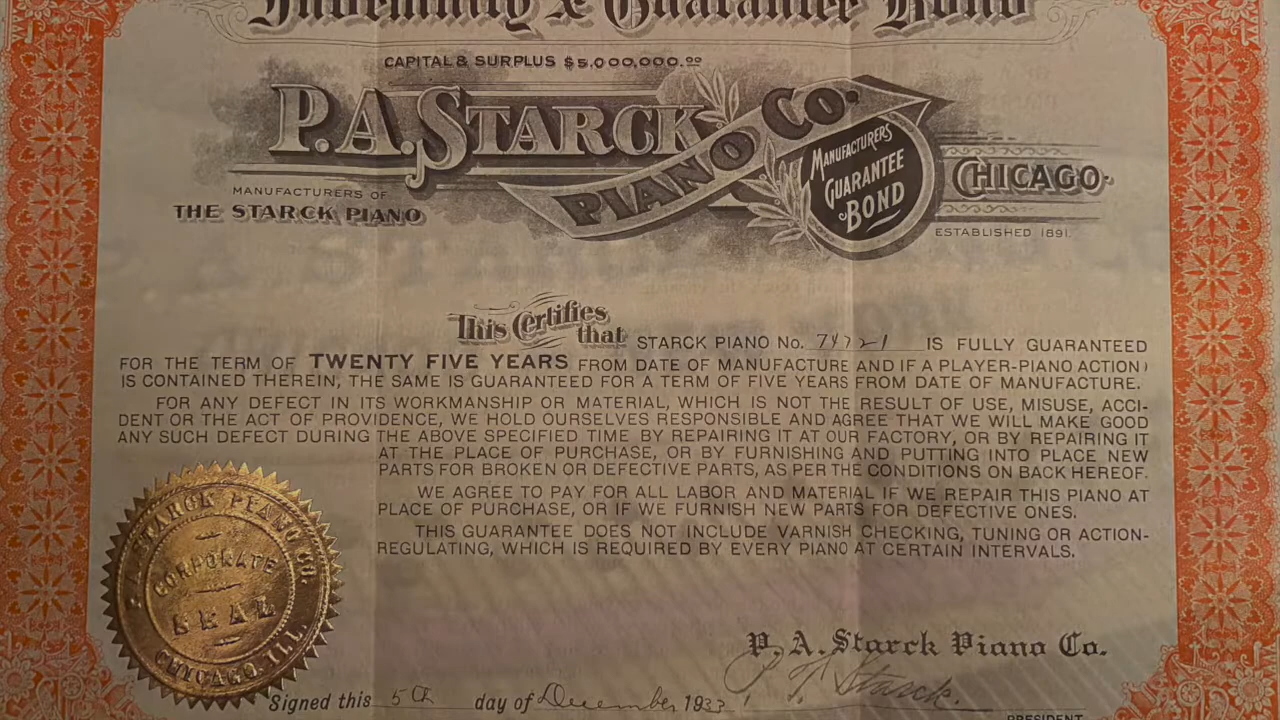 Indemnity & Guarantee Bond
CAPITAL & SURPLUS $5,000,000.00
P.A. STARCK PIANO CO.
MANUFACTURERS GUARANTEE BOND
CHICAGO
MANUFACTURERS OF
THE STARCK PIANO
ESTABLISHED 1891.
This Certifies that STARCK PIANO No. 74721 IS FULLY GUARANTEED
FOR THE TERM OF TWENTY FIVE YEARS FROM DATE OF MANUFACTURE AND IF A PLAYER-PIANO ACTION
IS CONTAINED THEREIN, THE SAME IS GUARANTEED FOR A TERM OF FIVE YEARS FROM DATE OF MANUFACTURE.
FOR ANY DEFECT IN ITS WORKMANSHIP OR MATERIAL, WHICH IS NOT THE RESULT OF USE, MISUSE, ACCI-
DENT OR THE ACT OF PROVIDENCE, WE HOLD OURSELVES RESPONSIBLE AND AGREE THAT WE WILL MAKE GOOD
ANY SUCH DEFECT DURING THE ABOVE SPECIFIED TIME BY REPAIRING IT AT OUR FACTORY, OR BY REPAIRING IT
AT THE PLACE OF PURCHASE, OR BY FURNISHING AND PUTTING INTO PLACE NEW
PARTS FOR BROKEN OR DEFECTIVE PARTS, AS PER THE CONDITIONS ON BACK HEREOF.
WE AGREE TO PAY FOR ALL LABOR AND MATERIAL IF WE REPAIR THIS PIANO AT
PLACE OF PURCHASE, OR IF WE FURNISH NEW PARTS FOR DEFECTIVE ONES.
THIS GUARANTEE DOES NOT INCLUDE VARNISH CHECKING, TUNING OR ACTION-
REGULATING, WHICH IS REQUIRED BY EVERY PIANO AT CERTAIN INTERVALS.
P. A. STARCK PIANO CO.
CORPORATE
SEAL
CHICAGO, ILL.
P. A. Starck Piano Co.
P. A. Starck.
Signed this 5th day of December 1933
PRESIDENT